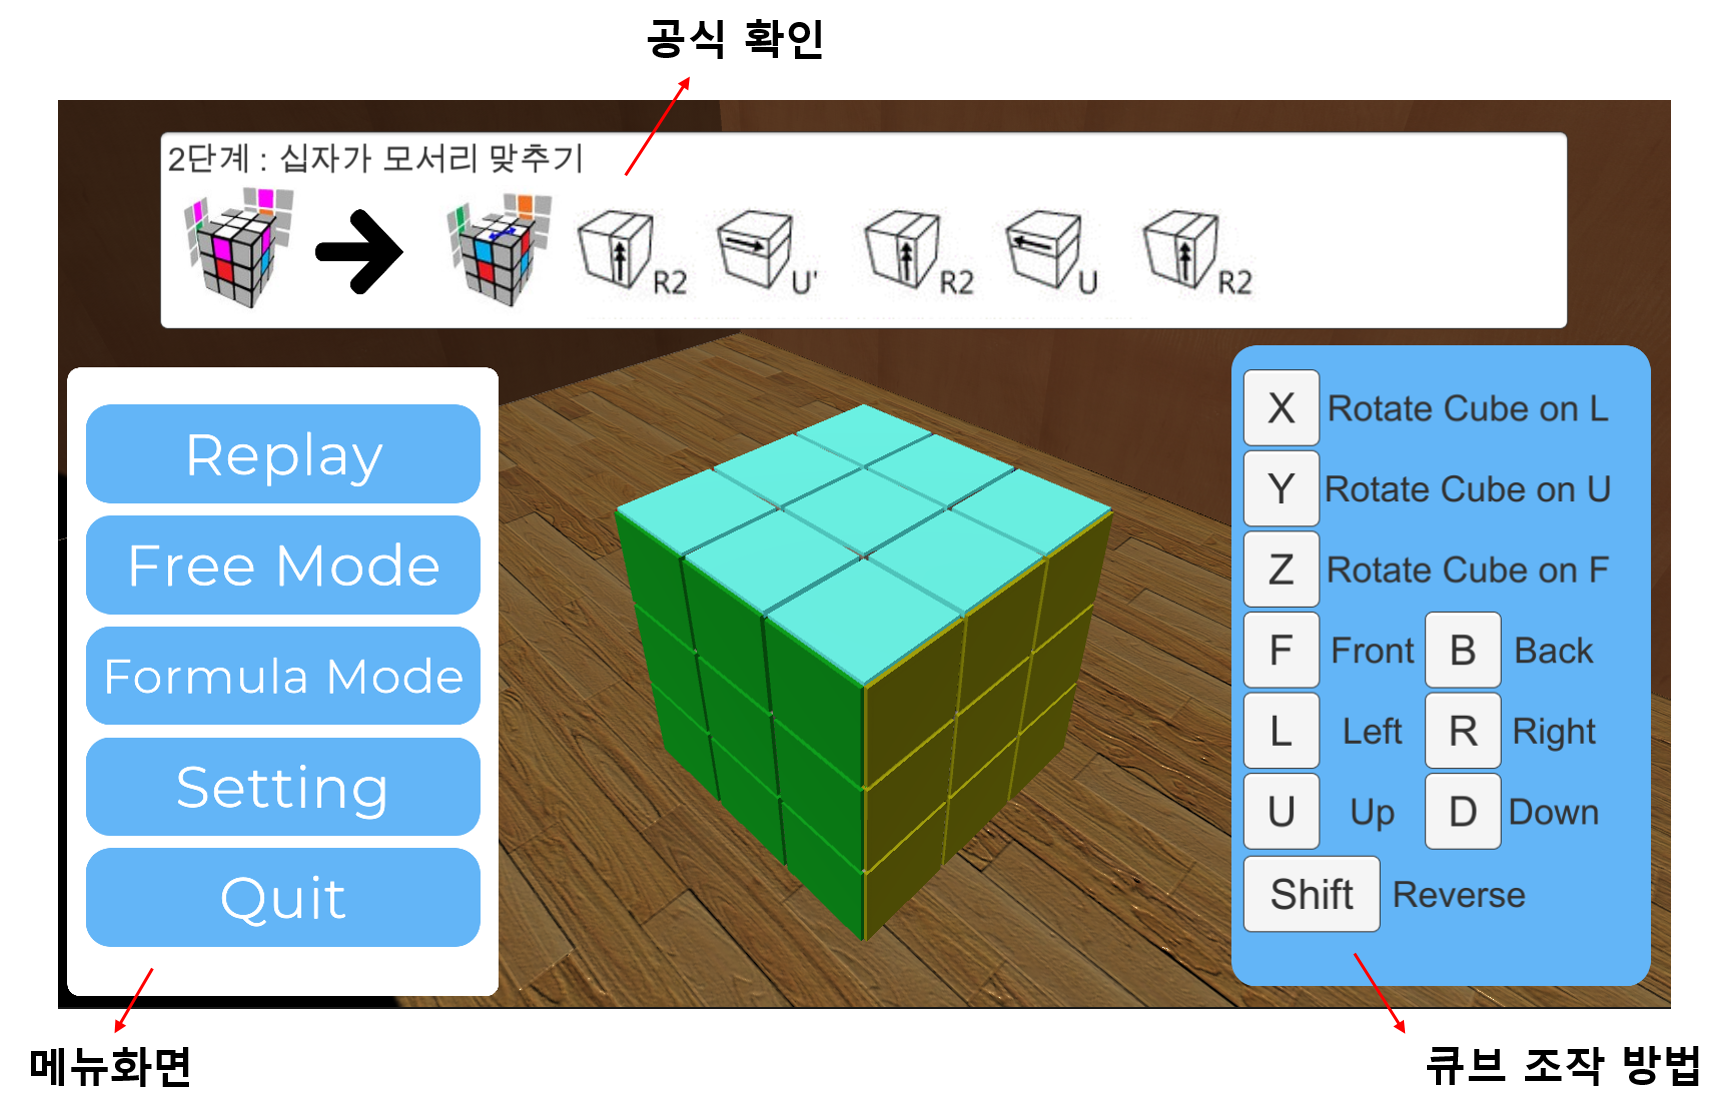 공식 확인
2단계 : 십자가 모서리 맞추기
R2
U'
R2
U
R2
Replay
Free Mode
Formula Mode
Setting
Quit
X Rotate Cube on L
Y Rotate Cube on U
Z Rotate Cube on F
F Front B Back
L Left R Right
U Up D Down
Shift Reverse
메뉴화면
큐브 조작 방법